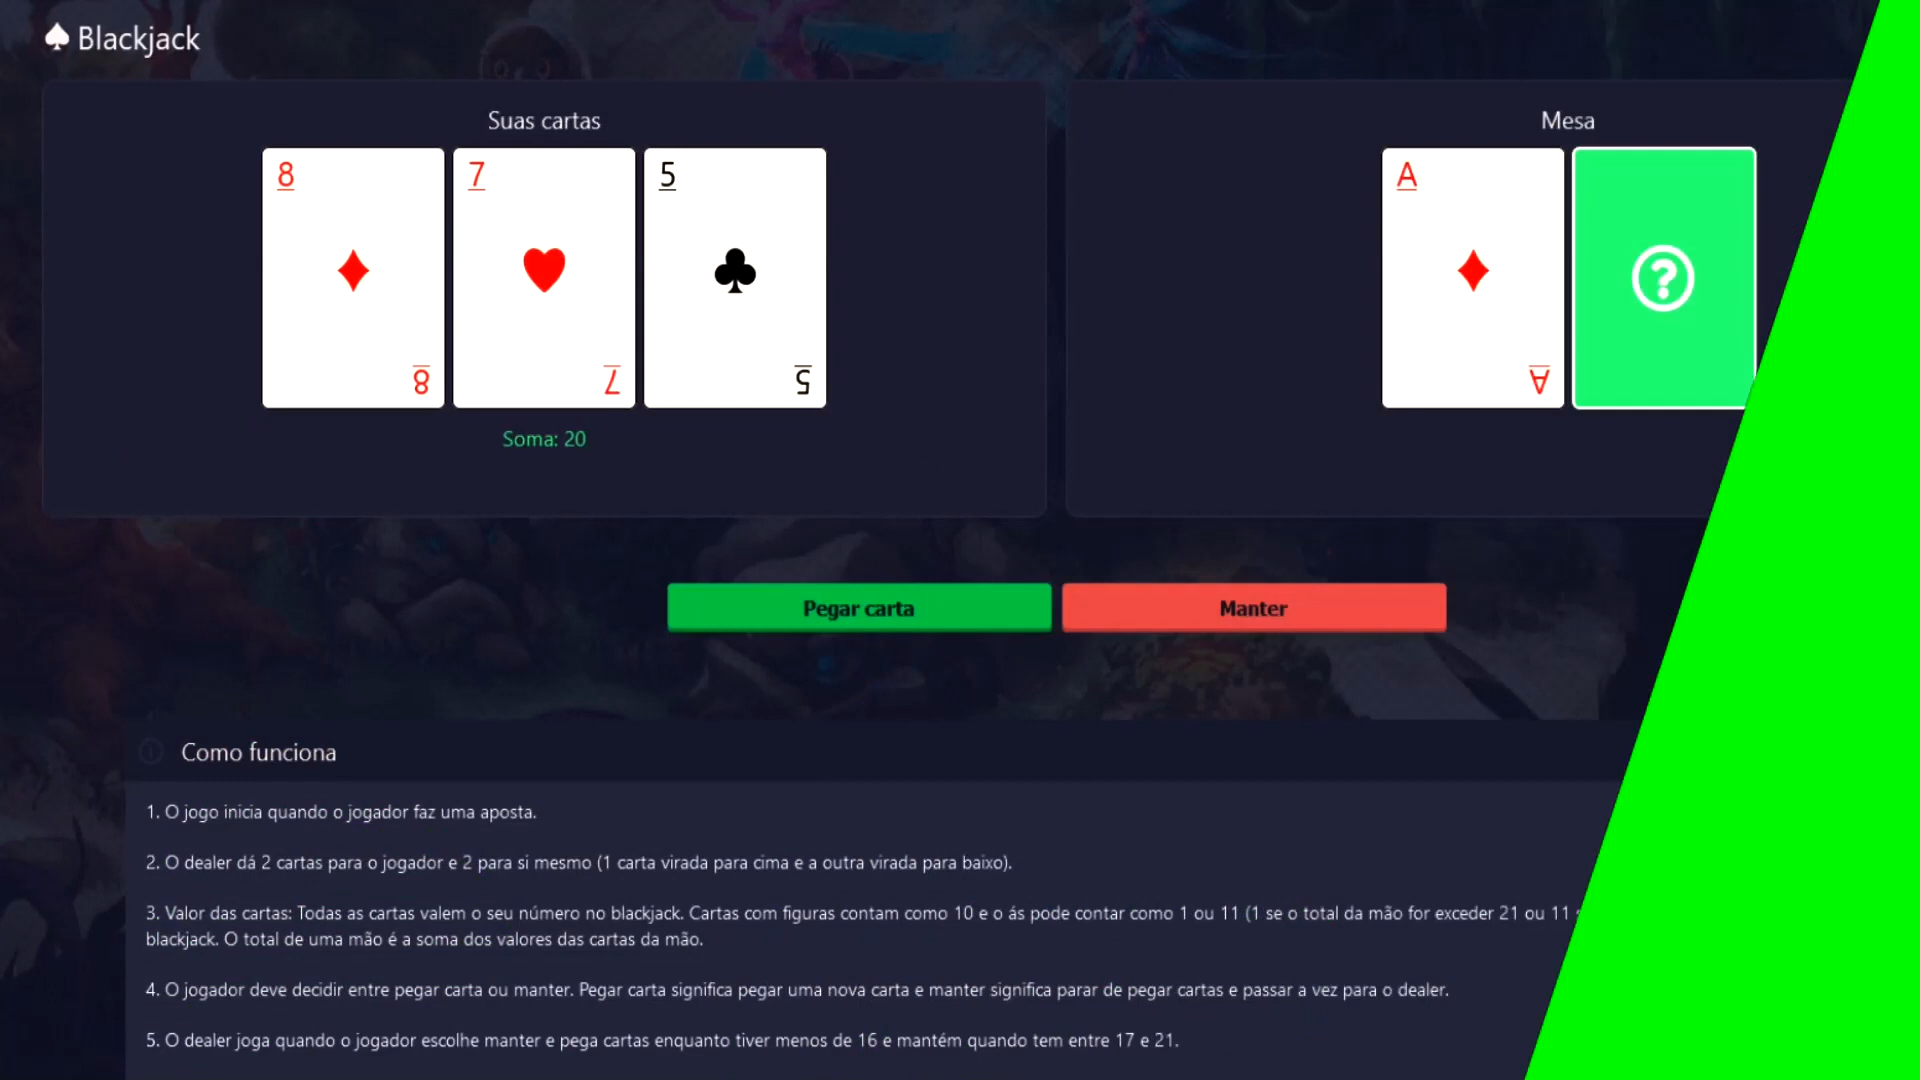 Blackjack
Suas cartas
8
8
7
7
5
5
Soma: 20
Mesa
A
A
?
Pegar carta
Manter
Como funciona
1. O jogo inicia quando o jogador faz uma aposta.
2. O dealer dá 2 cartas para o jogador e 2 para si mesmo (1 carta virada para cima e a outra virada para baixo).
3. Valor das cartas: Todas as cartas valem o seu número no blackjack. Cartas com figuras contam como 10 e o ás pode contar como 1 ou 11 (1 se o total da mão for exceder 21 ou 11
blackjack. O total de uma mão é a soma dos valores das cartas da mão.
4. O jogador deve decidir entre pegar carta ou manter. Pegar carta significa pegar uma nova carta e manter significa parar de pegar cartas e passar a vez para o dealer.
5. O dealer joga quando o jogador escolhe manter e pega cartas enquanto tiver menos de 16 e mantém quando tem entre 17 e 21.